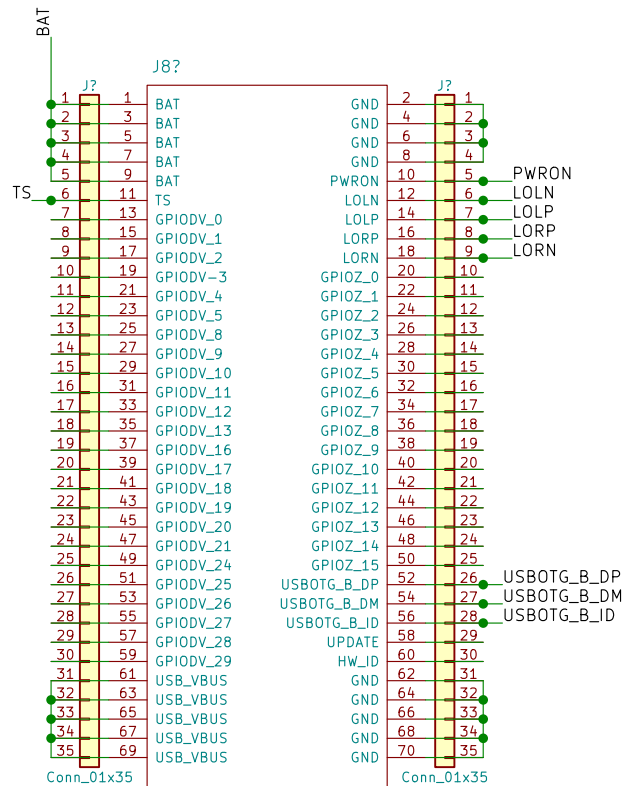 BAT
J8?
J? J?
1 1 BAT GND 2 1
2 3 BAT GND 4 2
3 5 BAT GND 6 3
4 7 BAT GND 8 4
5 9 BAT PWRON 10 5 PWRON
TS 6 11 TS LOLN 12 6 LOLN
7 13 GPIODV_0 LOLP 14 7 LOLP
8 15 GPIODV_1 LORP 16 8 LORP
9 17 GPIODV_2 LORN 18 9 LORN
10 19 GPIODV-3 GPIOZ_0 20 10
11 21 GPIODV_4 GPIOZ_1 22 11
12 23 GPIODV_5 GPIOZ_2 24 12
13 25 GPIODV_8 GPIOZ_3 26 13
14 27 GPIODV_9 GPIOZ_4 28 14
15 29 GPIODV_10 GPIOZ_5 30 15
16 31 GPIODV_11 GPIOZ_6 32 16
17 33 GPIODV_12 GPIOZ_7 34 17
18 35 GPIODV_13 GPIOZ_8 36 18
19 37 GPIODV_16 GPIOZ_9 38 19
20 39 GPIODV_17 GPIOZ_10 40 20
21 41 GPIODV_18 GPIOZ_11 42 21
22 43 GPIODV_19 GPIOZ_12 44 22
23 45 GPIODV_20 GPIOZ_13 46 23
24 47 GPIODV_21 GPIOZ_14 48 24
25 49 GPIODV_24 GPIOZ_15 50 25
26 51 GPIODV_25 USBOTG_B_DP 52 26 USBOTG_B_DP
27 53 GPIODV_26 USBOTG_B_DM 54 27 USBOTG_B_DM
28 55 GPIODV_27 USBOTG_B_ID 56 28 USBOTG_B_ID
29 57 GPIODV_28 UPDATE 58 29
30 59 GPIODV_29 HW_ID 60 30
31 61 USB_VBUS GND 62 31
32 63 USB_VBUS GND 64 32
33 65 USB_VBUS GND 66 33
34 67 USB_VBUS GND 68 34
35 69 USB_VBUS GND 70 35
Conn_01x35 Conn_01x35